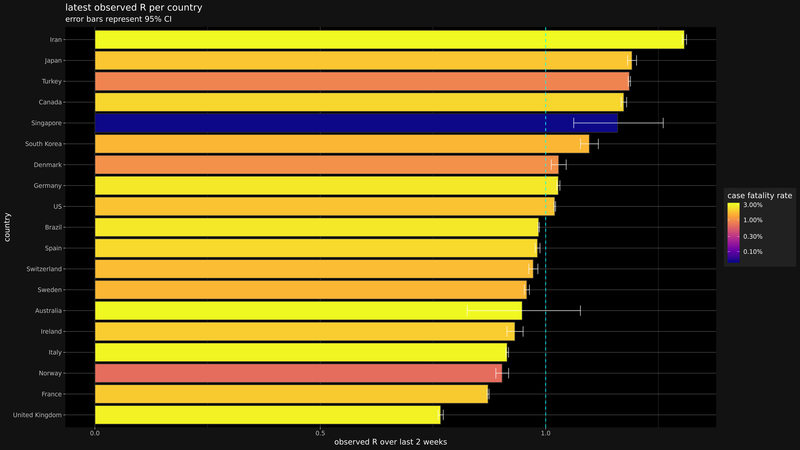 latest observed R per country
error bars represent 95% CI
country
Iran
Japan
Turkey
Canada
Singapore
South Korea
Denmark
Germany
US
Brazil
Spain
Switzerland
Sweden
Australia
Ireland
Italy
Norway
France
United Kingdom
0.0
0.5
1.0
observed R over last 2 weeks
case fatality rate
3.00%
1.00%
0.30%
0.10%